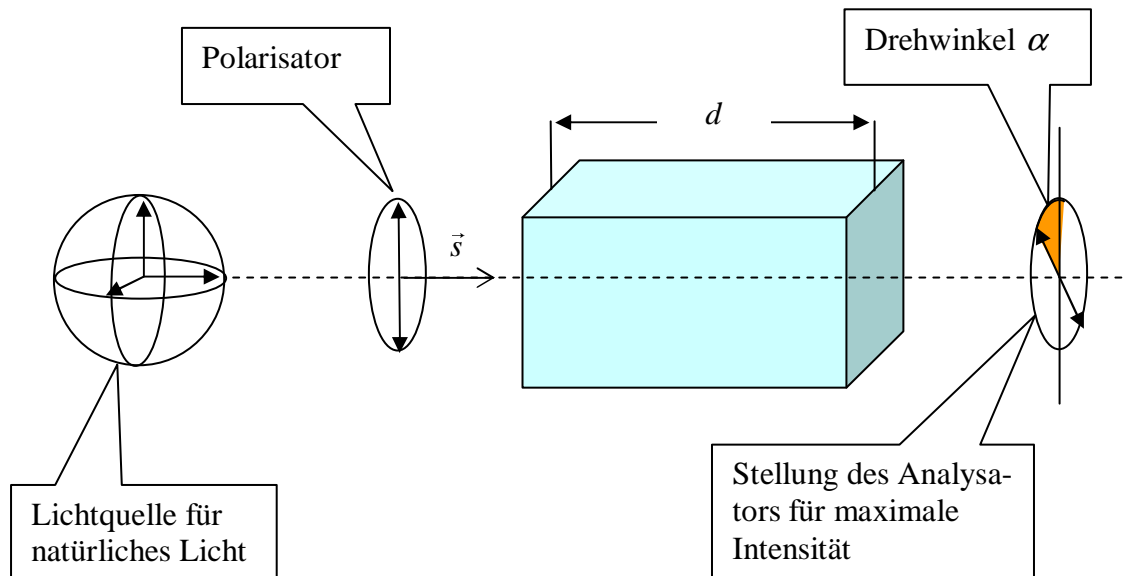 Polarisator
Drehwinkel α
d
s⃗
Lichtquelle für
natürliches Licht
Stellung des Analysa-
tors für maximale
Intensität